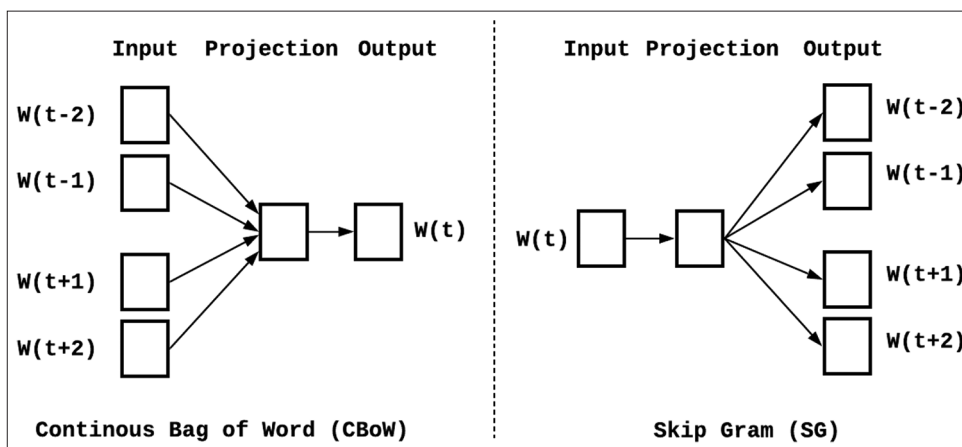 Input Projection Output
W(t-2)
W(t-1)
W(t)
W(t+1)
W(t+2)
Continous Bag of Word (CBoW)
Input Projection Output
W(t-2)
W(t-1)
W(t)
W(t+1)
W(t+2)
Skip Gram (SG)